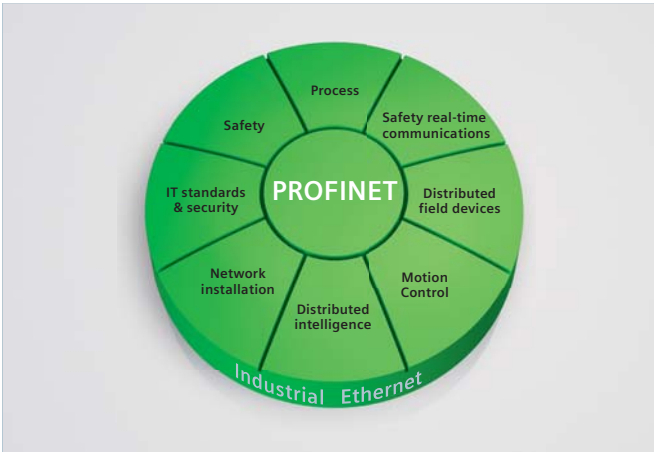 Process
Safety real-time
communications
Safety
PROFINET
IT standards
& security
Distributed
field devices
Network
installation
Motion
Control
Distributed
intelligence
Industrial Ethernet